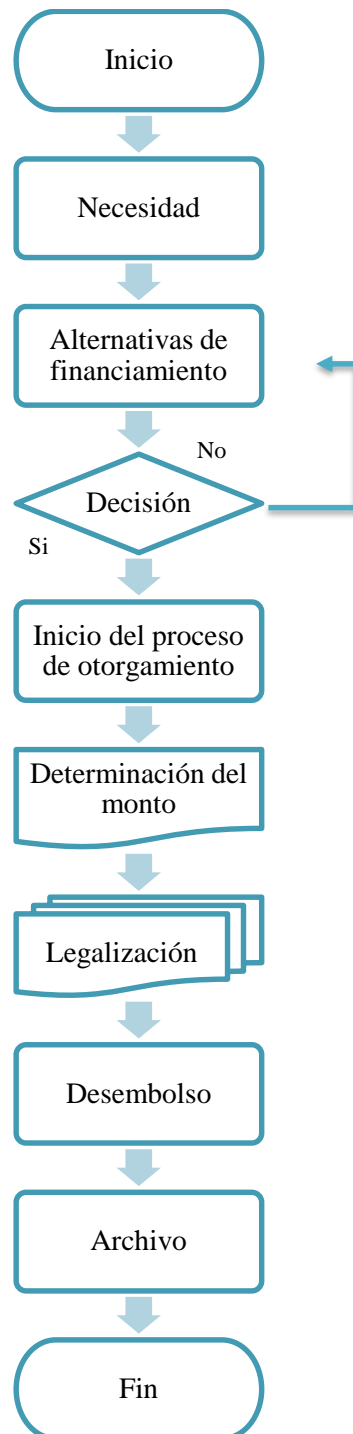 Inicio
Necesidad
Alternativas de
financiamiento
No
Decisión
Si
Inicio del proceso
de otorgamiento
Determinación del
monto
Legalización
Desembolso
Archivo
Fin